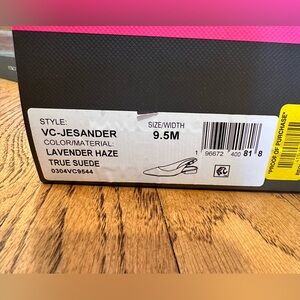 STYLE:
VC-JESANDER
COLOR/MATERIAL:
LAVENDER HAZE
TRUE SUEDE
0304VC9544
SIZE/WIDTH
9.5M
1 96672 400 81 8
"PROOF OF PURCHASE"